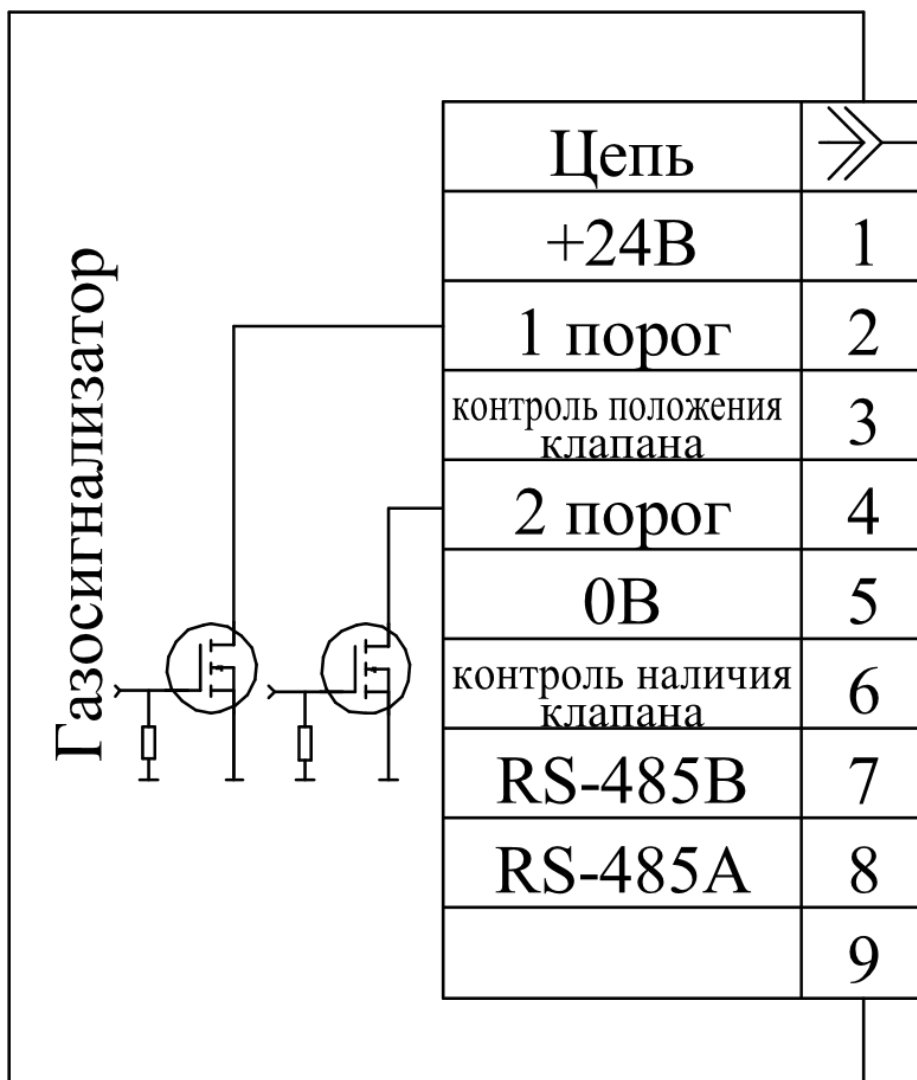 Газосигнализатор
Цепь
+24В 1
1 порог 2
контроль положения
клапана 3
2 порог 4
0В 5
контроль наличия
клапана 6
RS-485B 7
RS-485A 8
9